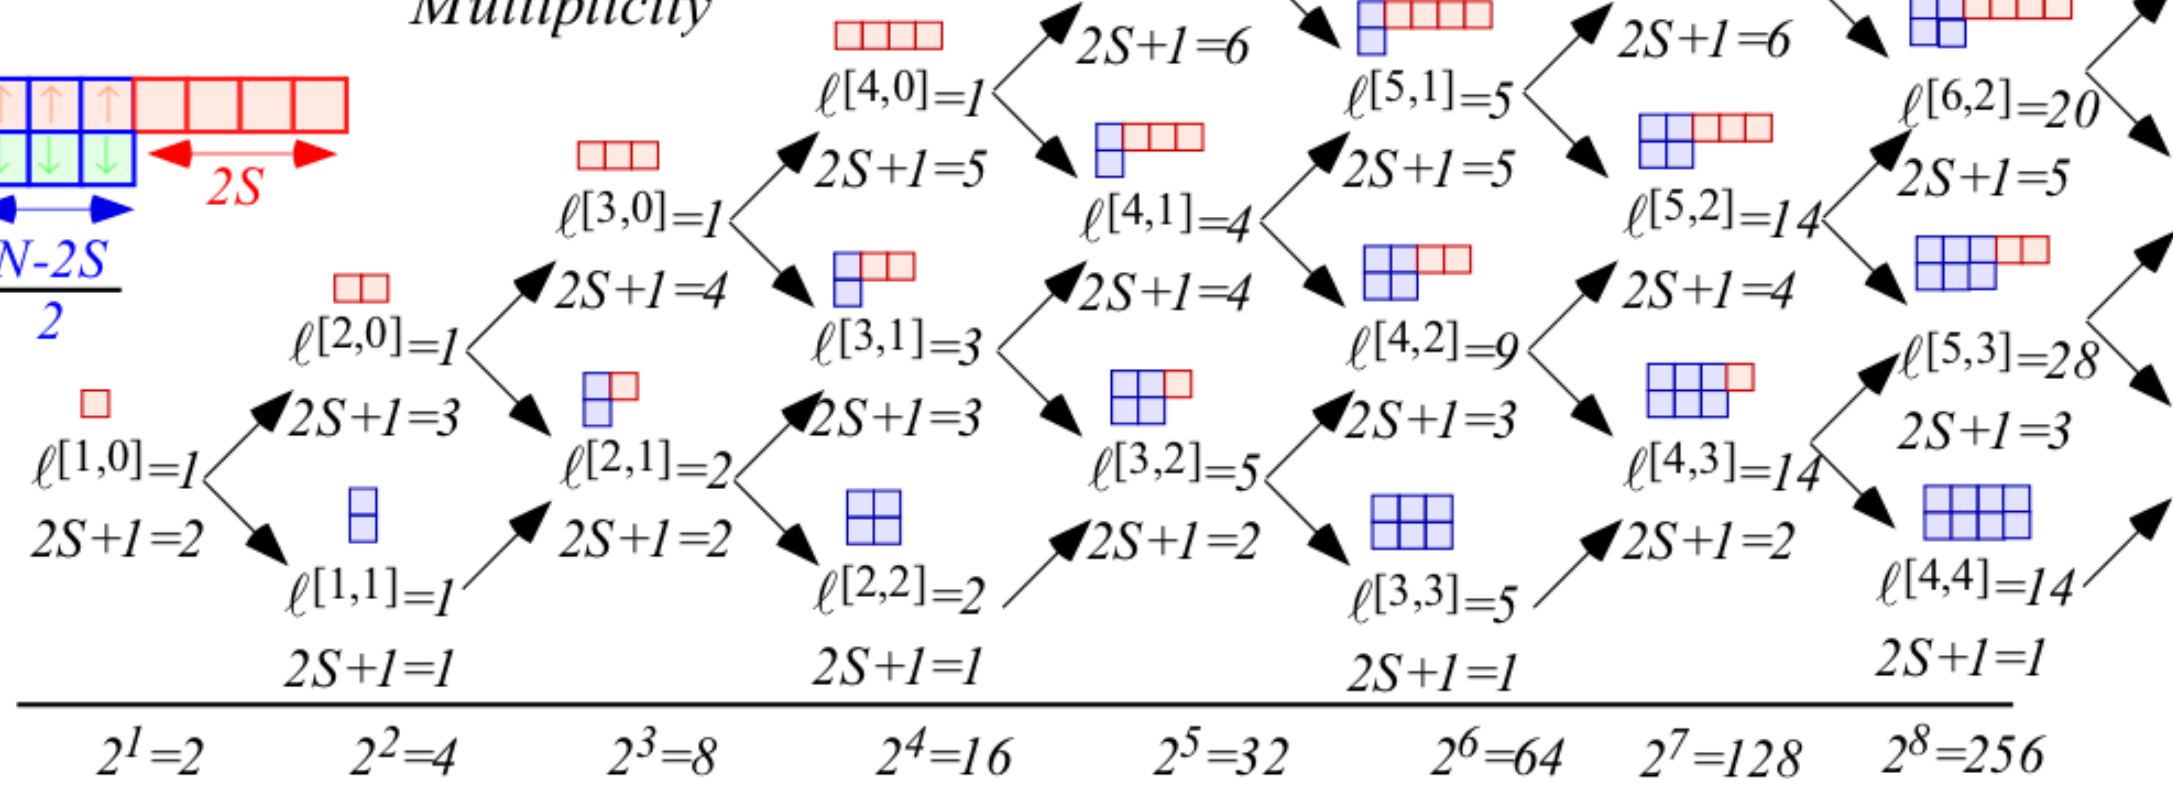 Multiplicity
2S+1=6
2S+1=6
ℓ[4,0]=1
ℓ[5,1]=5
ℓ[6,2]=20
2S+1=5
2S+1=5
2S+1=5
2S
ℓ[3,0]=1
ℓ[4,1]=4
ℓ[5,2]=14
N-2S
2
2S+1=4
2S+1=4
2S+1=4
ℓ[2,0]=1
ℓ[3,1]=3
ℓ[4,2]=9
ℓ[5,3]=28
2S+1=3
2S+1=3
2S+1=3
2S+1=3
ℓ[1,0]=1
ℓ[2,1]=2
ℓ[3,2]=5
ℓ[4,3]=14
2S+1=2
2S+1=2
2S+1=2
2S+1=2
ℓ[1,1]=1
ℓ[2,2]=2
ℓ[3,3]=5
ℓ[4,4]=14
2S+1=1
2S+1=1
2S+1=1
2S+1=1
2¹=2
2²=4
2³=8
2⁴=16
2⁵=32
2⁶=64
2⁷=128
2⁸=256